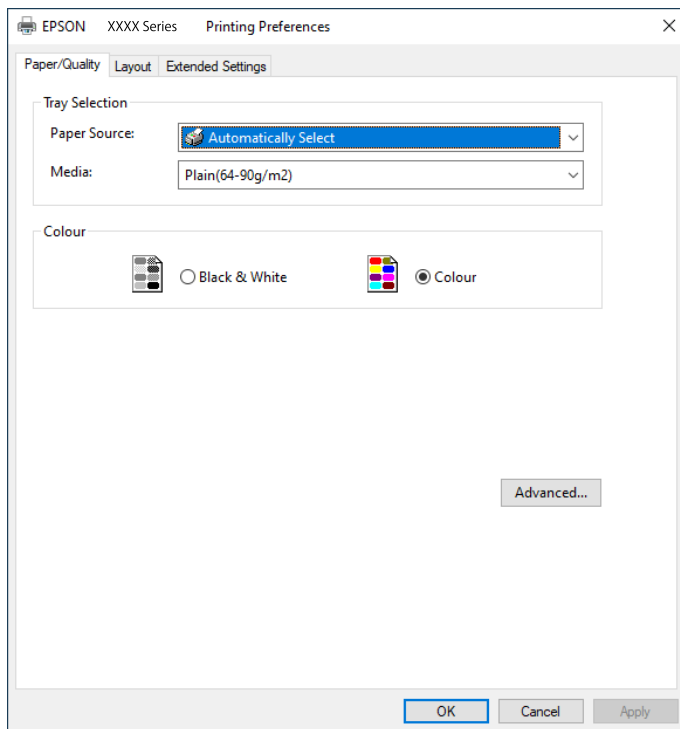 EPSON XXXX Series Printing Preferences
Paper/Quality Layout Extended Settings
Tray Selection
Paper Source: Automatically Select
Media: Plain(64-90g/m2)
Colour
Black & White Colour
Advanced...
OK Cancel Apply